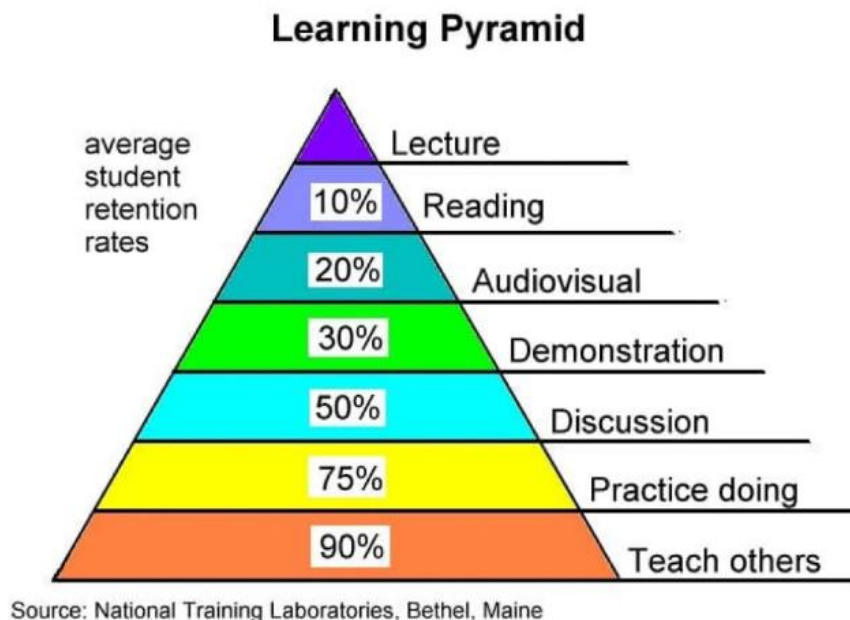 Learning Pyramid
average
student
retention
rates
Lecture
10%
Reading
20%
Audiovisual
30%
Demonstration
50%
Discussion
75%
Practice doing
90%
Teach others
Source: National Training Laboratories, Bethel, Maine